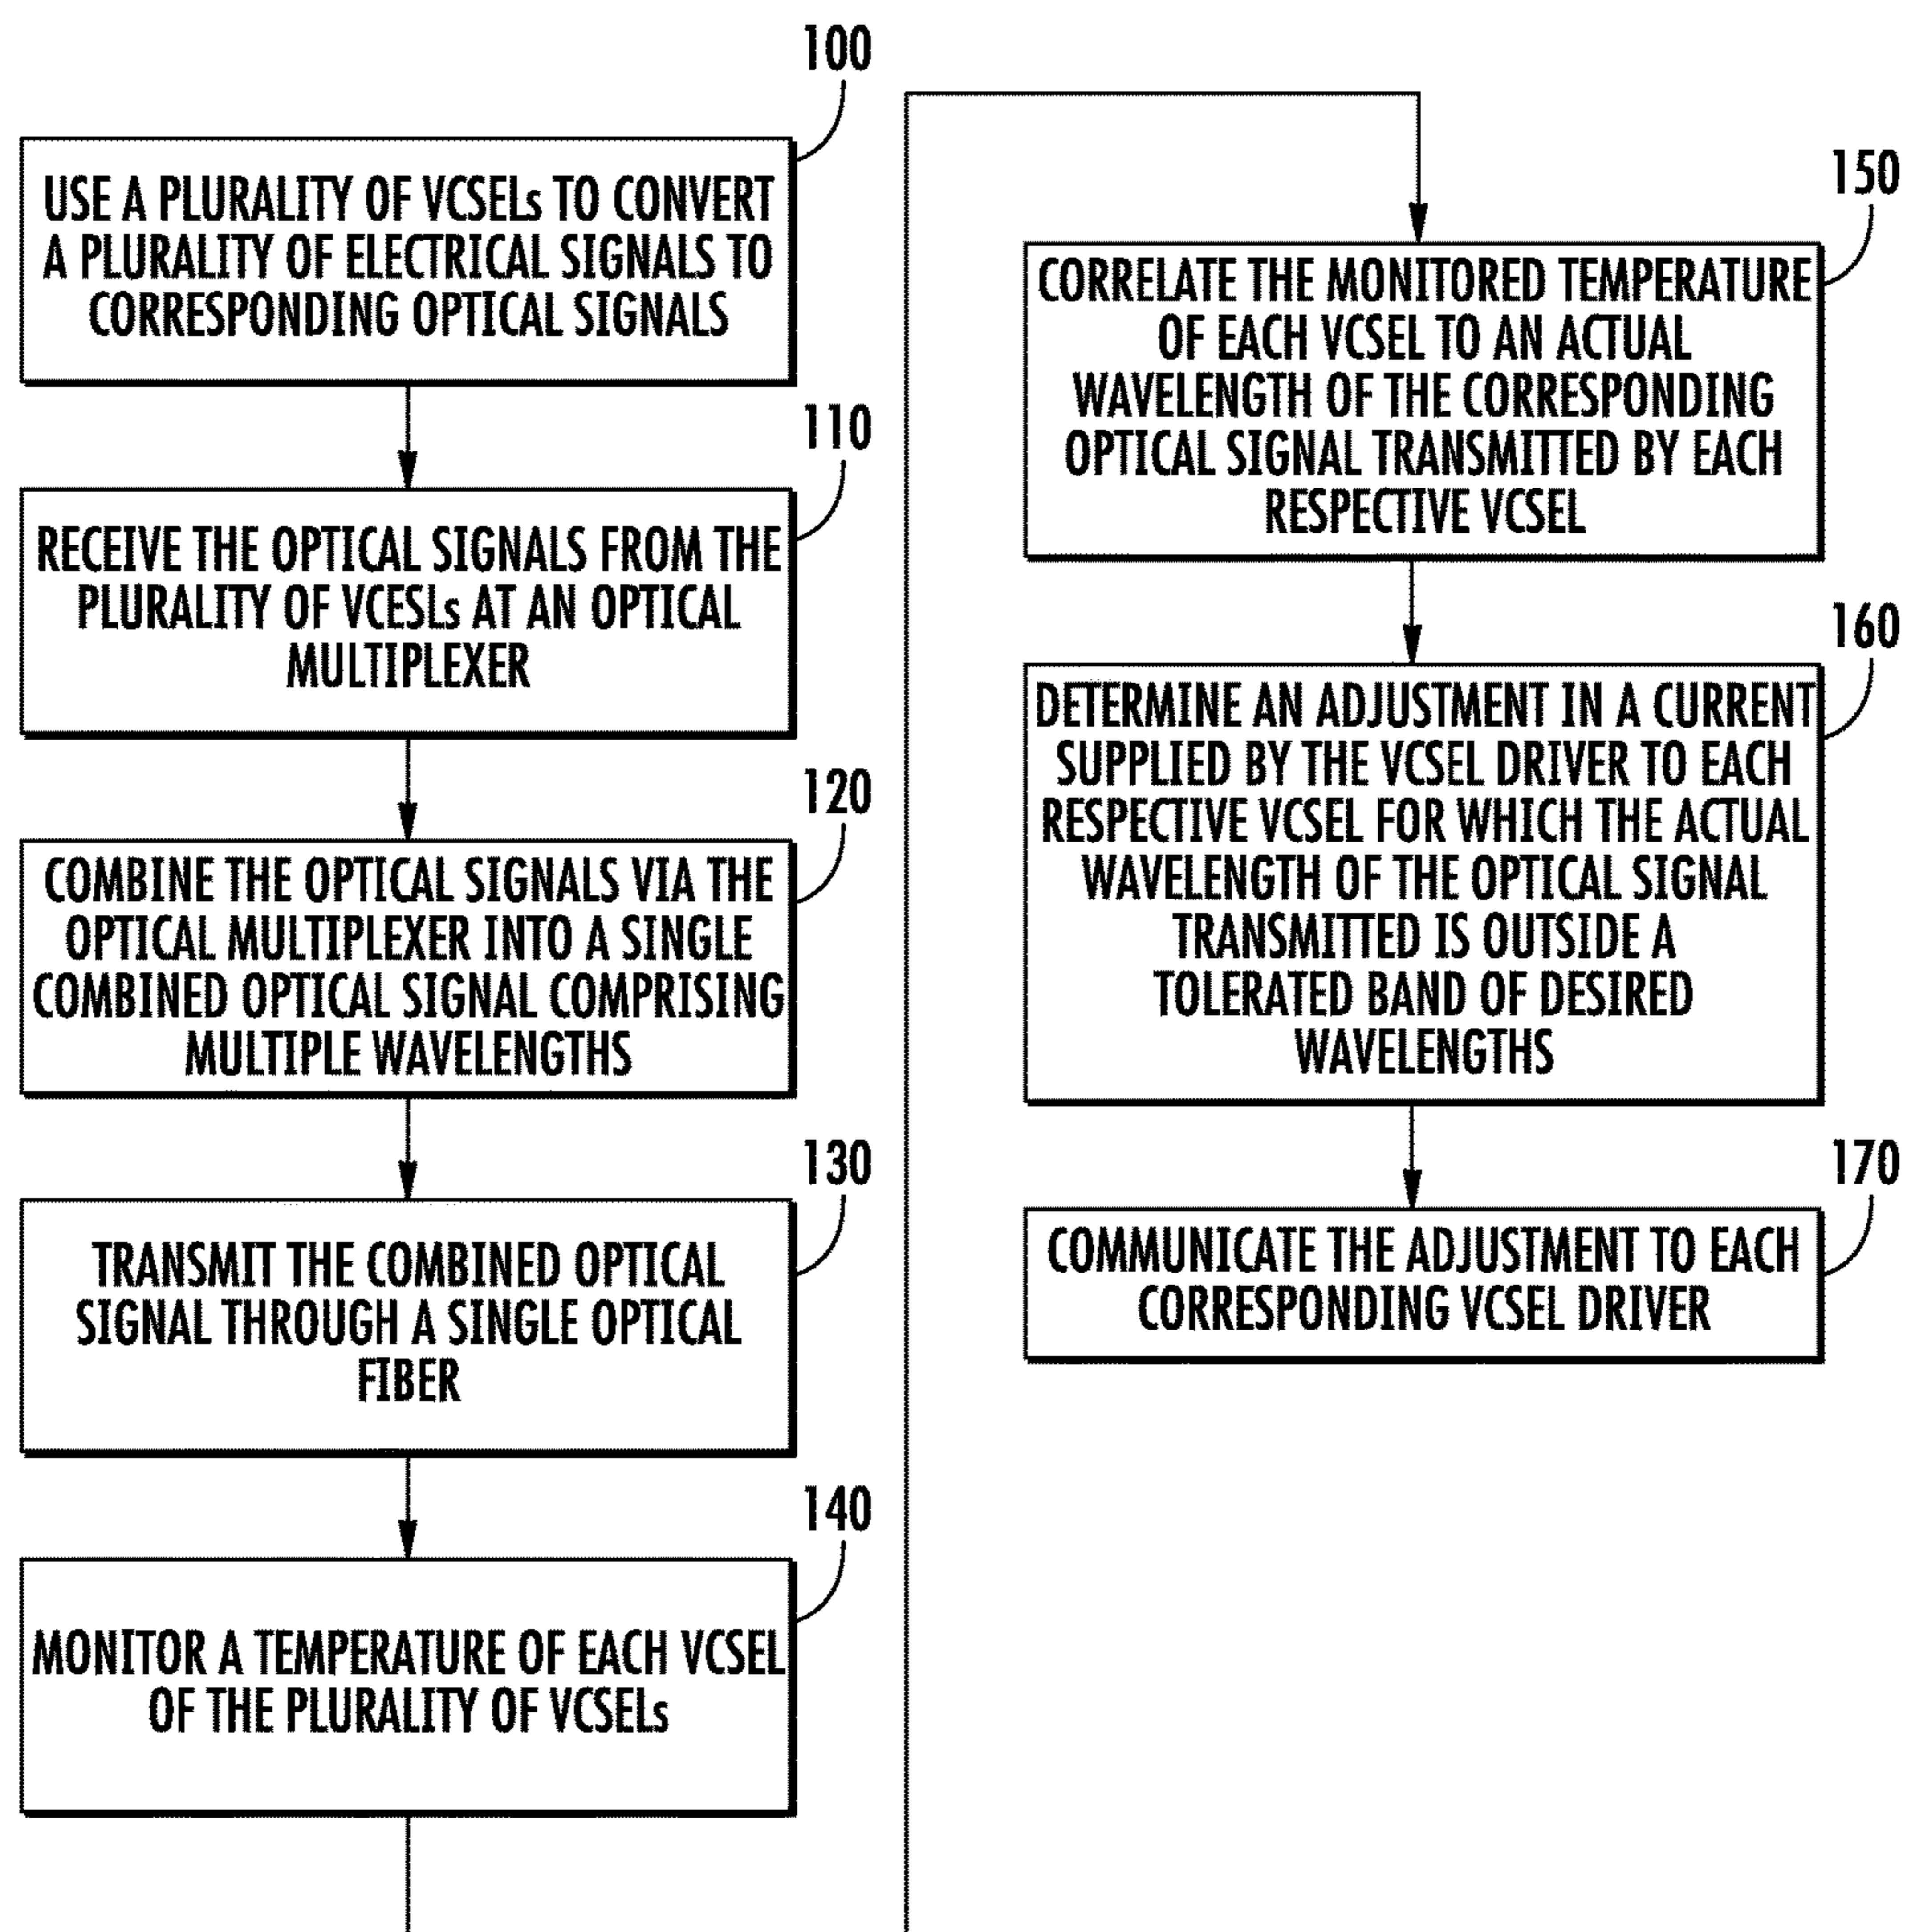 100
USE A PLURALITY OF VCSELs TO CONVERT
A PLURALITY OF ELECTRICAL SIGNALS TO
CORRESPONDING OPTICAL SIGNALS
110
RECEIVE THE OPTICAL SIGNALS FROM THE
PLURALITY OF VCESLs AT AN OPTICAL
MULTIPLEXER
120
COMBINE THE OPTICAL SIGNALS VIA THE
OPTICAL MULTIPLEXER INTO A SINGLE
COMBINED OPTICAL SIGNAL COMPRISING
MULTIPLE WAVELENGTHS
130
TRANSMIT THE COMBINED OPTICAL
SIGNAL THROUGH A SINGLE OPTICAL
FIBER
140
MONITOR A TEMPERATURE OF EACH VCSEL
OF THE PLURALITY OF VCSELs
150
CORRELATE THE MONITORED TEMPERATURE
OF EACH VCSEL TO AN ACTUAL
WAVELENGTH OF THE CORRESPONDING
OPTICAL SIGNAL TRANSMITTED BY EACH
RESPECTIVE VCSEL
160
DETERMINE AN ADJUSTMENT IN A CURRENT
SUPPLIED BY THE VCSEL DRIVER TO EACH
RESPECTIVE VCSEL FOR WHICH THE ACTUAL
WAVELENGTH OF THE OPTICAL SIGNAL
TRANSMITTED IS OUTSIDE A
TOLERATED BAND OF DESIRED
WAVELENGTHS
170
COMMUNICATE THE ADJUSTMENT TO EACH
CORRESPONDING VCSEL DRIVER